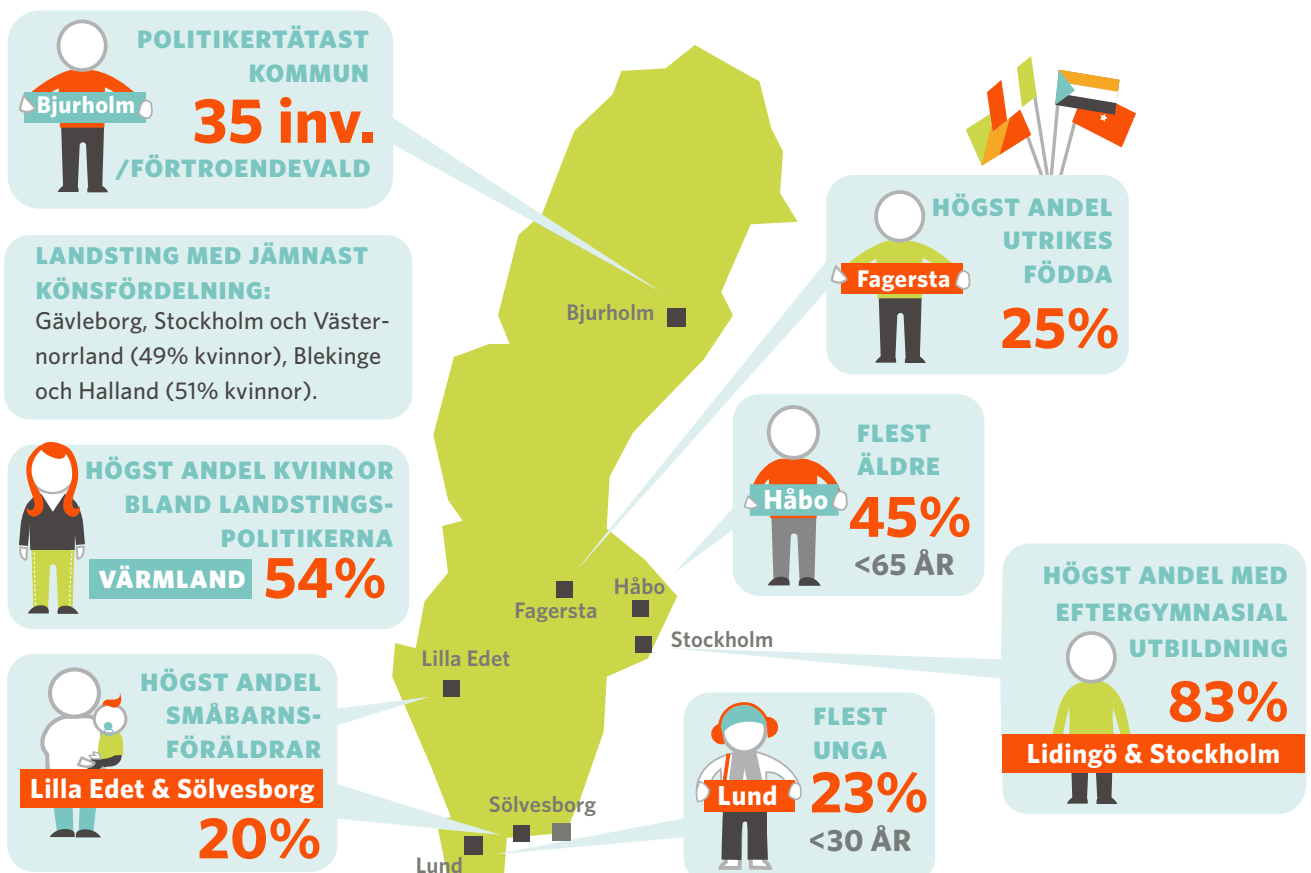 POLITIKERTÄTAST
KOMMUN
Bjurholm
35 inv.
/FÖRTROENDEVALD
LANDSTING MED JÄMNAST
KÖNSFÖRDELNING:
Gävleborg, Stockholm och Väster-
norrland (49% kvinnor), Blekinge
och Halland (51% kvinnor).
HÖGST ANDEL KVINNOR
BLAND LANDSTINGS-
POLITIKERNA
VÄRMLAND 54%
HÖGST ANDEL
SMÅBARNS-
FÖRÄLDRAR
Lilla Edet & Sölvesborg
20%
HÖGST ANDEL
UTRIKES
FÖDDA
Fagersta
25%
FLEST
ÄLDRE
Håbo
45%
<65 ÅR
HÖGST ANDEL MED
EFTERGYMNASIAL
UTBILDNING
83%
Lidingö & Stockholm
FLEST
UNGA
Lund
23%
<30 ÅR
Bjurholm
Fagersta
Håbo
Stockholm
Lilla Edet
Sölvesborg
Lund